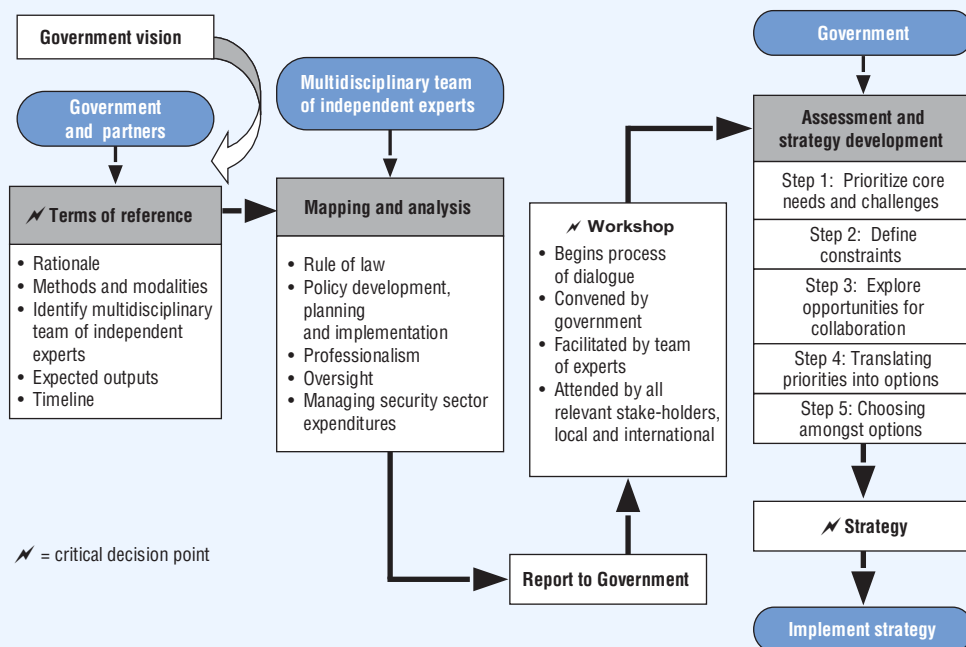 Government vision
Government
and partners
⚡ Terms of reference
• Rationale
• Methods and modalities
• Identify multidisciplinary
team of independent
experts
• Expected outputs
• Timeline
Multidisciplinary team
of independent experts
Mapping and analysis
• Rule of law
• Policy development,
planning
and implementation
• Professionalism
• Oversight
• Managing security sector
expenditures
Report to Government
⚡ Workshop
• Begins process
of dialogue
• Convened by
government
• Facilitated by team
of experts
• Attended by all
relevant stake-holders,
local and international
Government
Assessment and
strategy development
Step 1: Prioritize core
needs and challenges
Step 2: Define
constraints
Step 3: Explore
opportunities for
collaboration
Step 4: Translating
priorities into options
Step 5: Choosing
amongst options
⚡ Strategy
Implement strategy
⚡ = critical decision point